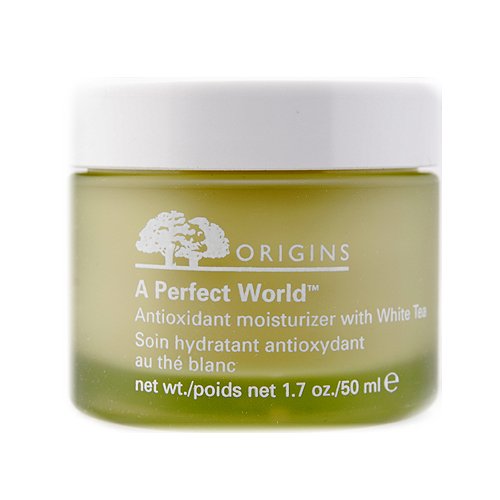 ORIGINS
A Perfect World™
Antioxidant moisturizer with White Tea
Soin hydratant antioxydant
au thé blanc
net wt./poids net 1.7 oz./50 ml e